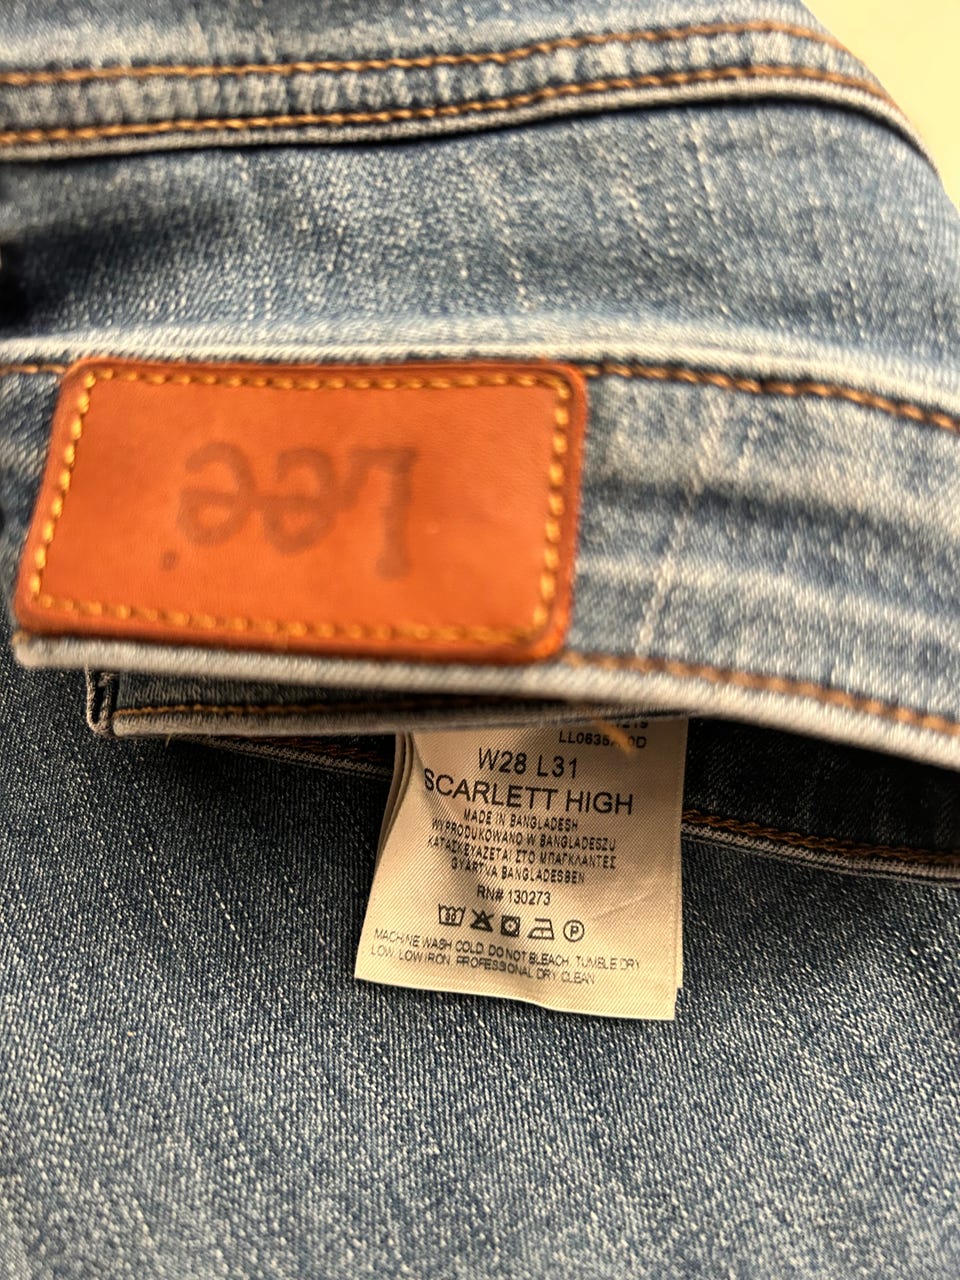 Lee
W28 L31
SCARLETT HIGH
MADE IN BANGLADESH
WYPRODUKOWANO W BANGLADESZU
ΚΑΤΑΣΚΕΥΑΖΕΤΑΙ ΣΤΟ ΜΠΑΓΚΛΑΝΤΕΣ
GYÁRTVA BANGLADESBEN
RN# 130273
P
MACHINE WASH COLD. DO NOT BLEACH. TUMBLE DRY
LOW. LOW IRON. PROFESSIONAL DRY CLEAN